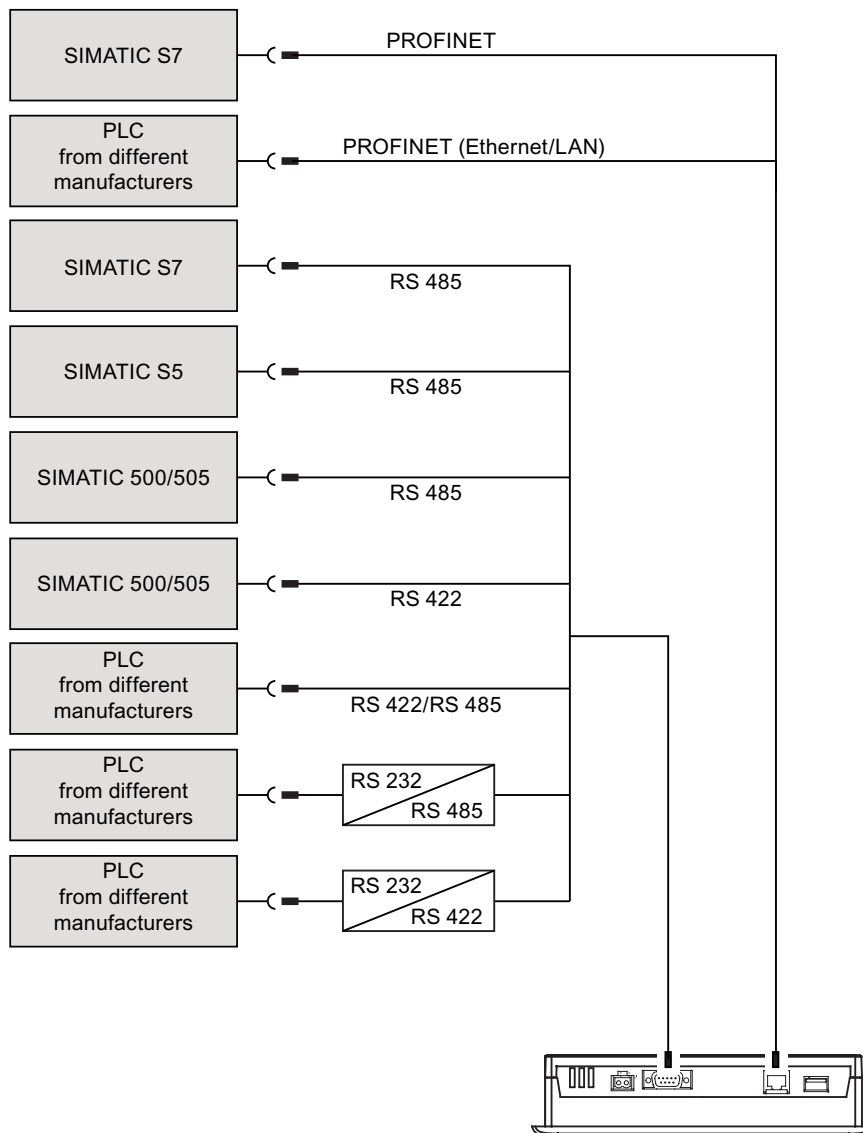 SIMATIC S7
PROFINET
PLC
from different
manufacturers
PROFINET (Ethernet/LAN)
SIMATIC S7
RS 485
SIMATIC S5
RS 485
SIMATIC 500/505
RS 485
SIMATIC 500/505
RS 422
PLC
from different
manufacturers
RS 422/RS 485
PLC
from different
manufacturers
RS 232
RS 485
PLC
from different
manufacturers
RS 232
RS 422